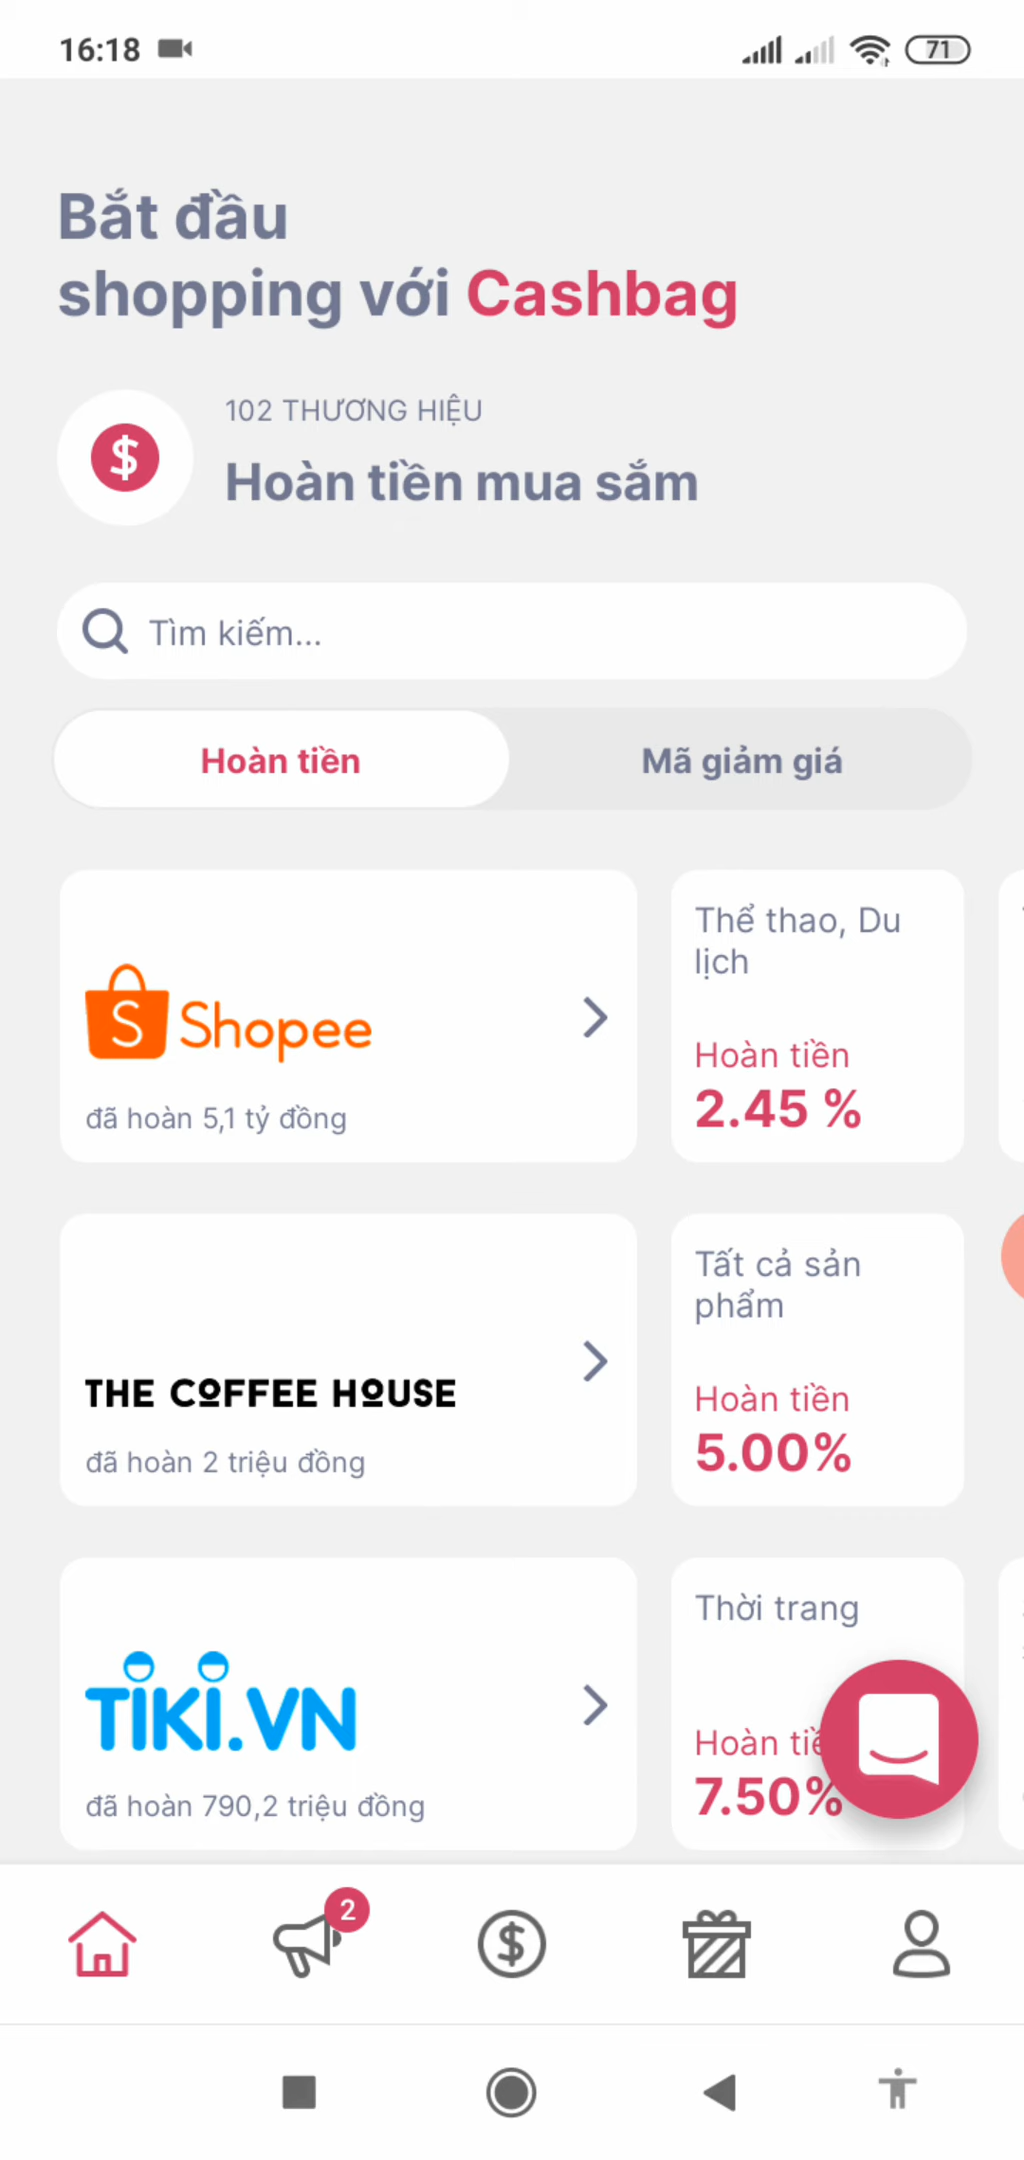 16:18
71
Bắt đầu
shopping với Cashbag
102 THƯƠNG HIỆU
Hoàn tiền mua sắm
Tìm kiếm...
Hoàn tiền
Mã giảm giá
Shopee
đã hoàn 5,1 tỷ đồng
Thể thao, Du
lịch
Hoàn tiền
2.45 %
THE COFFEE HOUSE
đã hoàn 2 triệu đồng
Tất cả sản
phẩm
Hoàn tiền
5.00%
TIKI.VN
đã hoàn 790,2 triệu đồng
Thời trang
Hoàn
7.50%
2